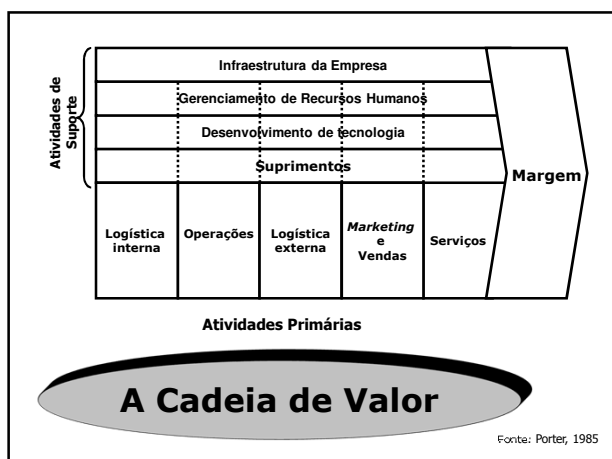 Atividades de
Suporte
Infraestrutura da Empresa
Gerenciamento de Recursos Humanos
Desenvolvimento de tecnologia
Suprimentos
Margem
Logística
interna
Operações
Logística
externa
Marketing
e
Vendas
Serviços
Atividades Primárias
A Cadeia de Valor
Fonte: Porter, 1985